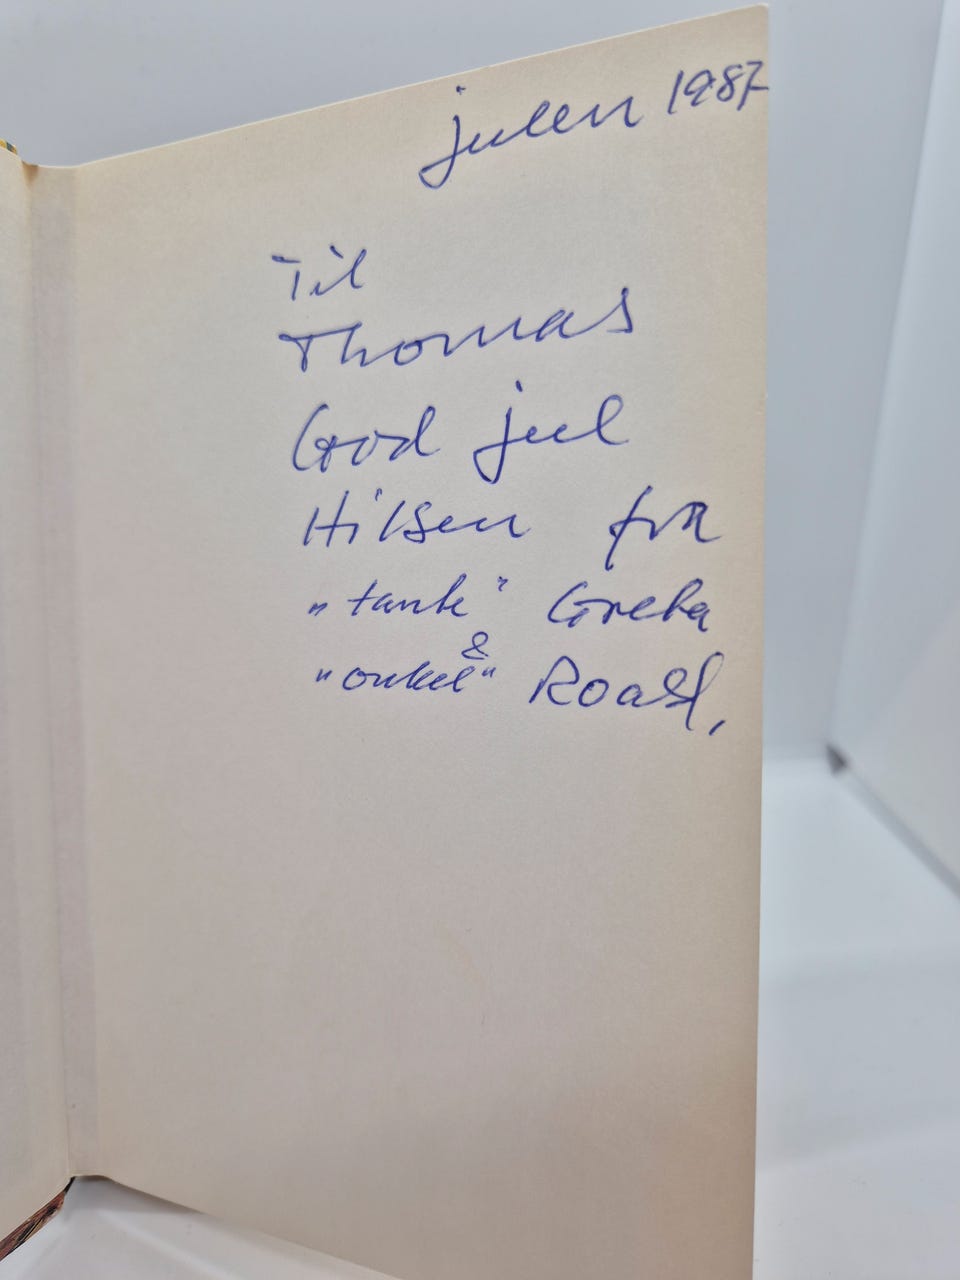 julen 1987
Til
Thomas
God jul
Hilsen fra
"tante" Greta
&
"onkel" Roald,